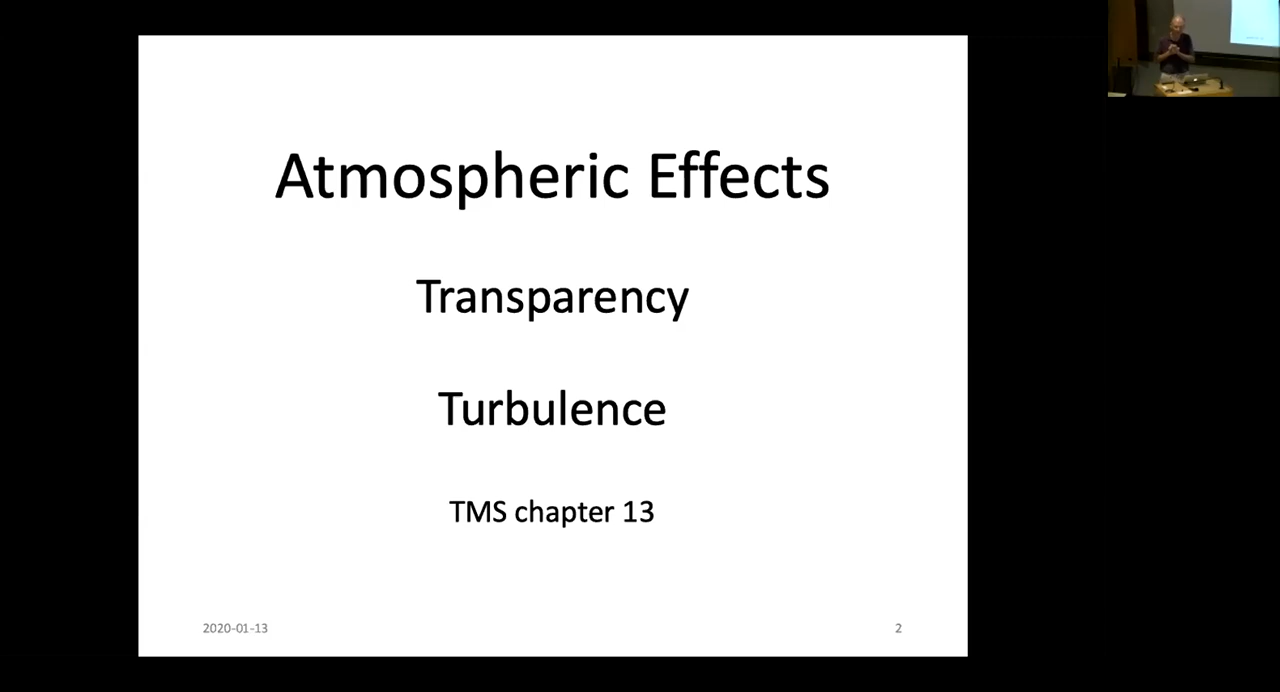 Atmospheric Effects
Transparency
Turbulence
TMS chapter 13
2020-01-13
2